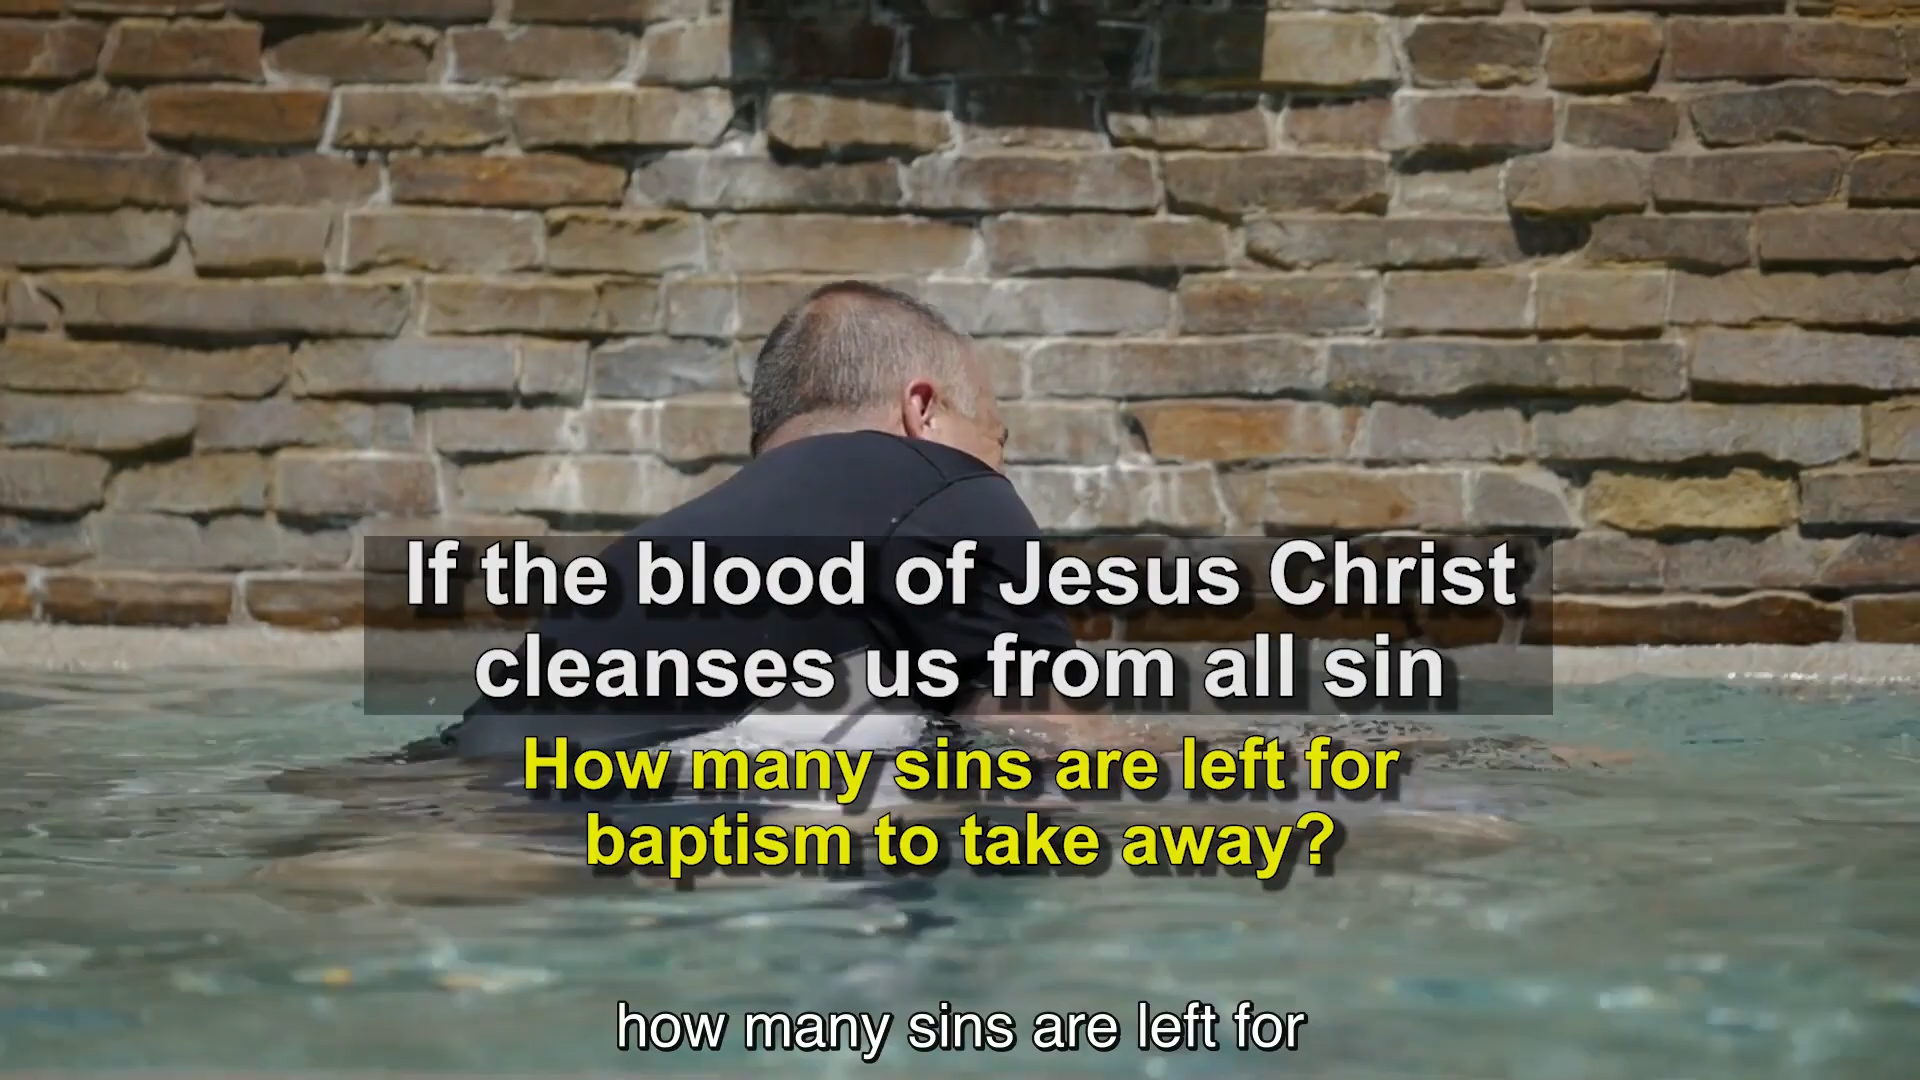 If the blood of Jesus Christ
cleanses us from all sin
How many sins are left for
baptism to take away?
how many sins are left for